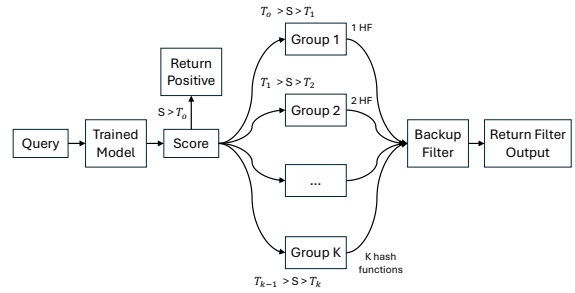 T_o > S > T_1
Group 1
1 HF
Return
Positive
S > T_o
T_1 > S > T_2
Group 2
2 HF
Query
Trained
Model
Score
Backup
Filter
Return Filter
Output
...
Group K
K hash
functions
T_{k-1} > S > T_k